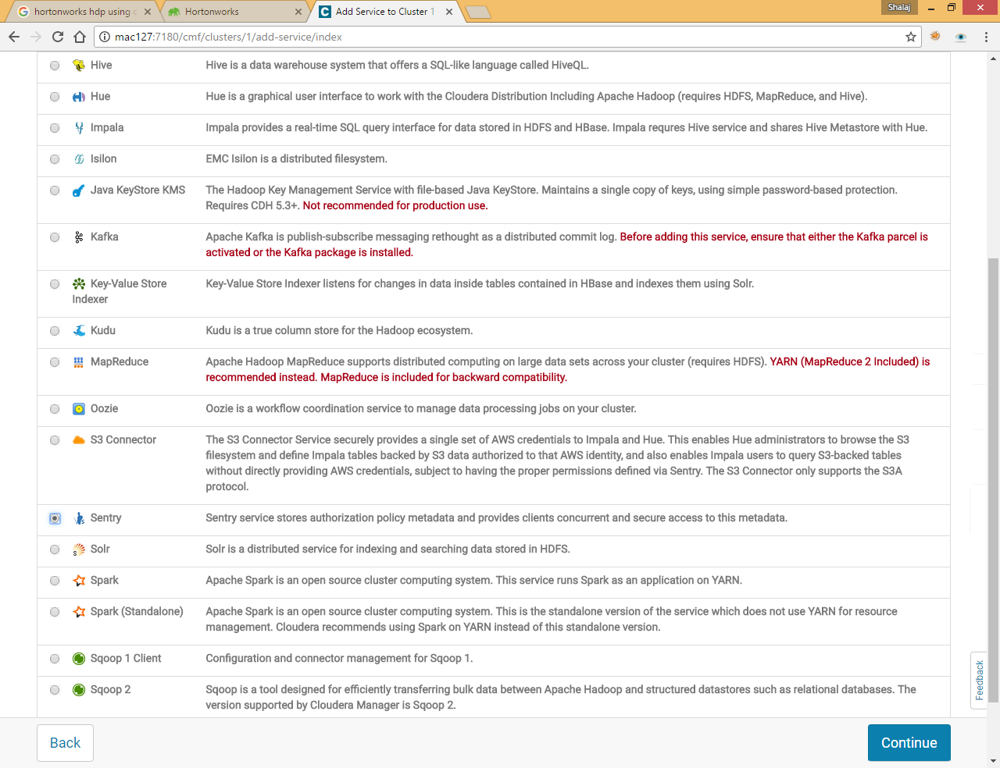 hortonworks hdp using
Hortonworks
Add Service to Cluster 1
Shalaj
mac127:7180/cmf/clusters/1/add-service/index
Hive
Hive is a data warehouse system that offers a SQL-like language called HiveQL.
Hue
Hue is a graphical user interface to work with the Cloudera Distribution Including Apache Hadoop (requires HDFS, MapReduce, and Hive).
Impala
Impala provides a real-time SQL query interface for data stored in HDFS and HBase. Impala requres Hive service and shares Hive Metastore with Hue.
Isilon
EMC Isilon is a distributed filesystem.
Java KeyStore KMS
The Hadoop Key Management Service with file-based Java KeyStore. Maintains a single copy of keys, using simple password-based protection.
Requires CDH 5.3+. Not recommended for production use.
Kafka
Apache Kafka is publish-subscribe messaging rethought as a distributed commit log. Before adding this service, ensure that either the Kafka parcel is
activated or the Kafka package is installed.
Key-Value Store
Indexer
Key-Value Store Indexer listens for changes in data inside tables contained in HBase and indexes them using Solr.
Kudu
Kudu is a true column store for the Hadoop ecosystem.
MapReduce
Apache Hadoop MapReduce supports distributed computing on large data sets across your cluster (requires HDFS). YARN (MapReduce 2 Included) is
recommended instead. MapReduce is included for backward compatibility.
Oozie
Oozie is a workflow coordination service to manage data processing jobs on your cluster.
S3 Connector
The S3 Connector Service securely provides a single set of AWS credentials to Impala and Hue. This enables Hue administrators to browse the S3
filesystem and define Impala tables backed by S3 data authorized to that AWS identity, and also enables Impala users to query S3-backed tables
without directly providing AWS credentials, subject to having the proper permissions defined via Sentry. The S3 Connector only supports the S3A
protocol.
Sentry
Sentry service stores authorization policy metadata and provides clients concurrent and secure access to this metadata.
Solr
Solr is a distributed service for indexing and searching data stored in HDFS.
Spark
Apache Spark is an open source cluster computing system. This service runs Spark as an application on YARN.
Spark (Standalone)
Apache Spark is an open source cluster computing system. This is the standalone version of the service which does not use YARN for resource
management. Cloudera recommends using Spark on YARN instead of this standalone version.
Sqoop 1 Client
Configuration and connector management for Sqoop 1.
Sqoop 2
Sqoop is a tool designed for efficiently transferring bulk data between Apache Hadoop and structured datastores such as relational databases. The
version supported by Cloudera Manager is Sqoop 2.
Feedback
Back
Continue